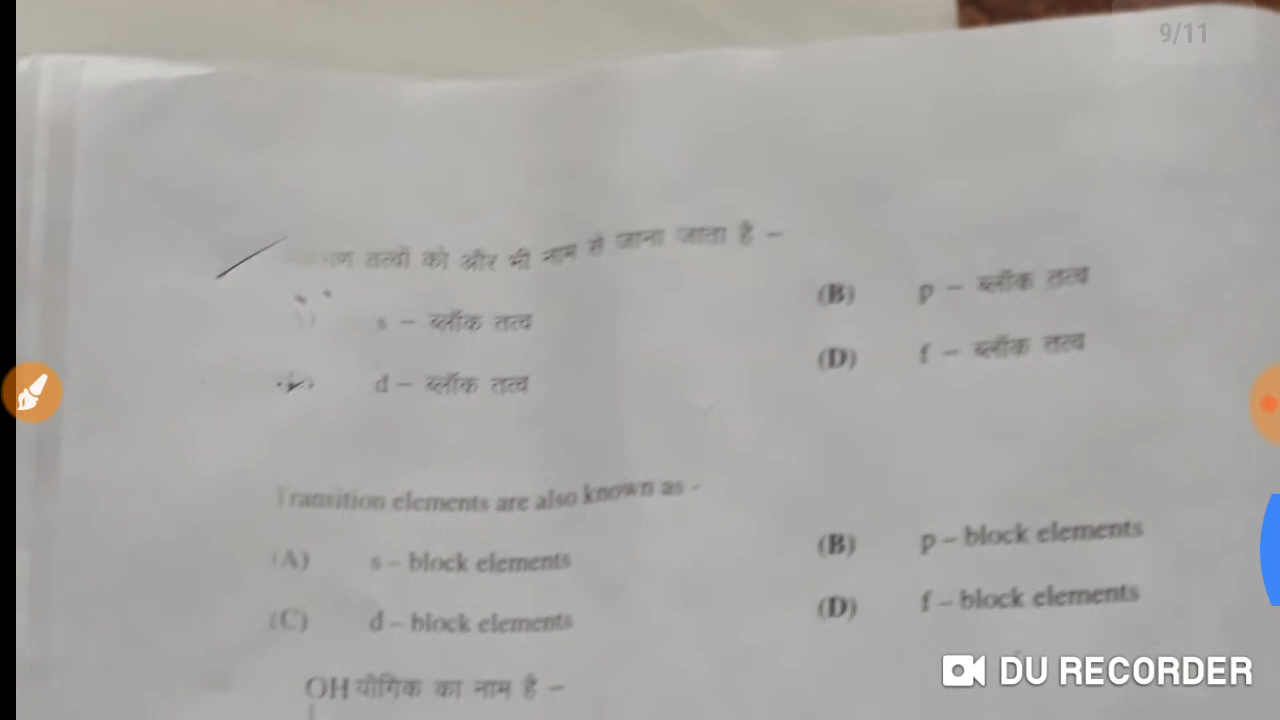 9/11
तत्वों को और भी नाम से जाना जाता है –
s – ब्लॉक तत्व
(B) p – ब्लॉक तत्व
d – ब्लॉक तत्व
(D) f – ब्लॉक तत्व
Transition elements are also known as -
(A) s – block elements
(B) p – block elements
(C) d – block elements
(D) f – block elements
OH यौगिक का नाम है –
DU RECORDER